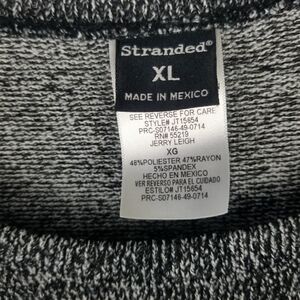 Stranded®
XL
MADE IN MEXICO
SEE REVERSE FOR CARE
STYLE# JT15654
PRC-S07146-49-0714
RN# 55219
JERRY LEIGH
XG
48%POLIESTER 47%RAYON
5%SPANDEX
HECHO EN MEXICO
VER REVERSO PARA EL CUIDADO
ESTILO# JT15654
PRC-S07146-49-0714